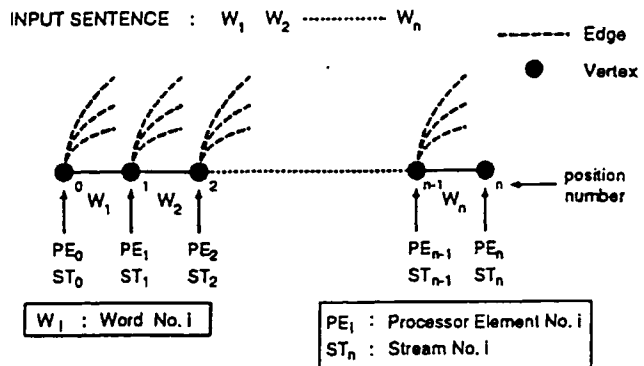 INPUT SENTENCE : W1 W2 ---------- Wn
Edge
Vertex
0 1 2 n-1 n
W1 W2 Wn
position
number
PE0 PE1 PE2 PEn-1 PEn
ST0 ST1 ST2 STn-1 STn
Wi : Word No. i
PEi : Processor Element No. i
STn : Stream No. i